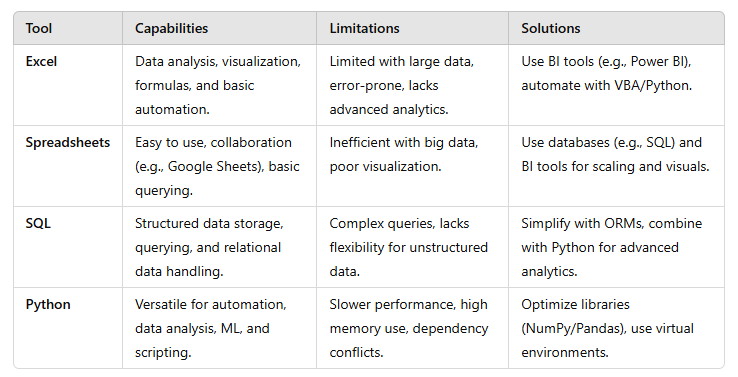 Tool Capabilities Limitations Solutions
Excel Data analysis, visualization, Limited with large data, Use BI tools (e.g., Power BI),
formulas, and basic error-prone, lacks automate with VBA/Python.
automation. advanced analytics.
Spreadsheets Easy to use, collaboration Inefficient with big data, Use databases (e.g., SQL) and
(e.g., Google Sheets), basic poor visualization. BI tools for scaling and visuals.
querying.
SQL Structured data storage, Complex queries, lacks Simplify with ORMs, combine
querying, and relational flexibility for unstructured with Python for advanced
data handling. data. analytics.
Python Versatile for automation, Slower performance, high Optimize libraries
data analysis, ML, and memory use, dependency (NumPy/Pandas), use virtual
scripting. conflicts. environments.